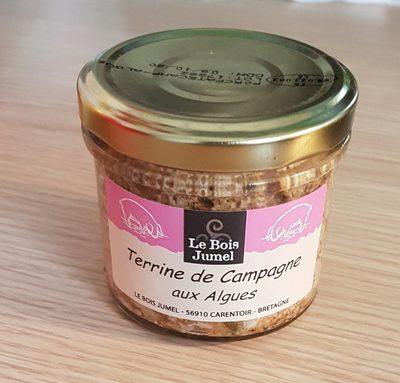 Le Bois
Jumel
Terrine de Campagne
aux Algues
LE BOIS JUMEL - 56910 CARENTOIR - BRETAGNE